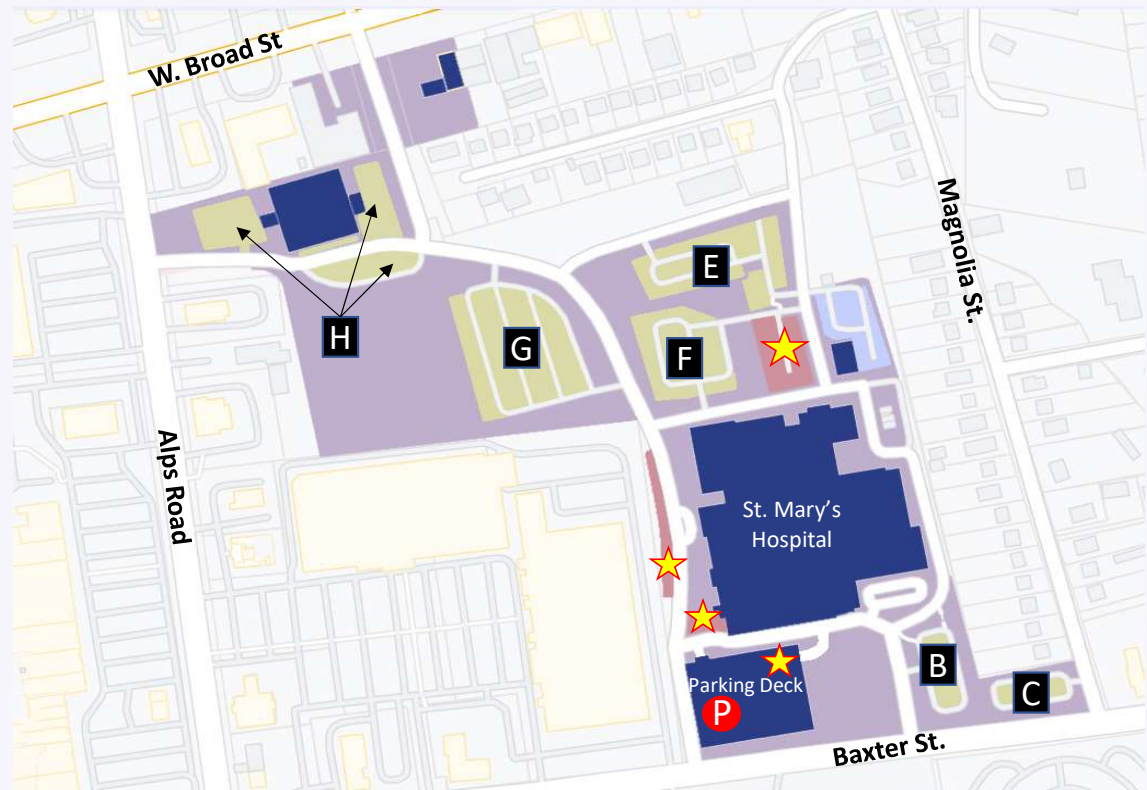 W. Broad St
Magnolia St.
E
H
G
F
Alps Road
St. Mary’s
Hospital
B
C
Parking Deck
P
Baxter St.